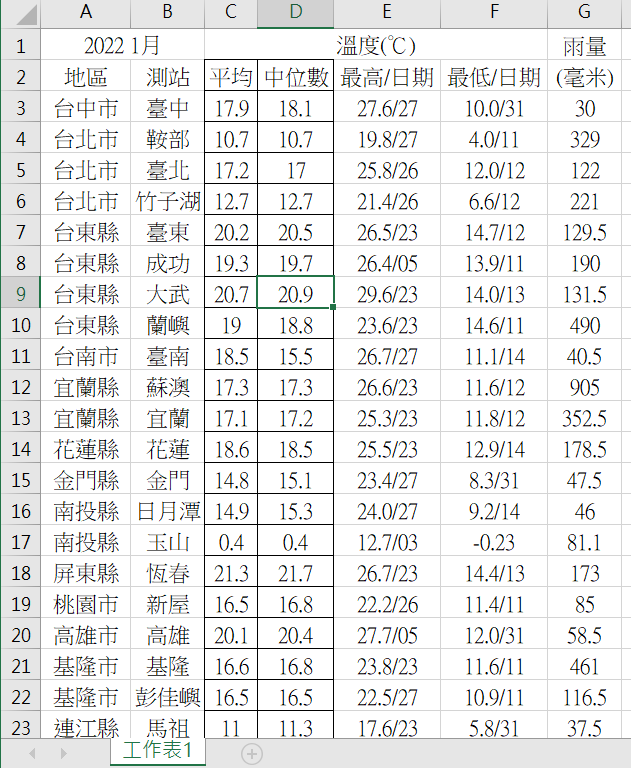 A B C D E F G
1 2022 1月 溫度(℃) 雨量
2 地區 測站 平均 中位數 最高/日期 最低/日期 (毫米)
3 台中市 臺中 17.9 18.1 27.6/27 10.0/31 30
4 台北市 鞍部 10.7 10.7 19.8/27 4.0/11 329
5 台北市 臺北 17.2 17 25.8/26 12.0/12 122
6 台北市 竹子湖 12.7 12.7 21.4/26 6.6/12 221
7 台東縣 臺東 20.2 20.5 26.5/23 14.7/12 129.5
8 台東縣 成功 19.3 19.7 26.4/05 13.9/11 190
9 台東縣 大武 20.7 20.9 29.6/23 14.0/13 131.5
10 台東縣 蘭嶼 19 18.8 23.6/23 14.6/11 490
11 台南市 臺南 18.5 15.5 26.7/27 11.1/14 40.5
12 宜蘭縣 蘇澳 17.3 17.3 26.6/23 11.6/12 905
13 宜蘭縣 宜蘭 17.1 17.2 25.3/23 11.8/12 352.5
14 花蓮縣 花蓮 18.6 18.5 25.5/23 12.9/14 178.5
15 金門縣 金門 14.8 15.1 23.4/27 8.3/31 47.5
16 南投縣 日月潭 14.9 15.3 24.0/27 9.2/14 46
17 南投縣 玉山 0.4 0.4 12.7/03 -0.23 81.1
18 屏東縣 恆春 21.3 21.7 26.7/23 14.4/13 173
19 桃園市 新屋 16.5 16.8 22.2/26 11.4/11 85
20 高雄市 高雄 20.1 20.4 27.7/05 12.0/31 58.5
21 基隆市 基隆 16.6 16.8 23.8/23 11.6/11 461
22 基隆市 彭佳嶼 16.5 16.5 22.5/27 10.9/11 116.5
23 連江縣 馬祖 11 11.3 17.6/23 5.8/31 37.5
工作表1